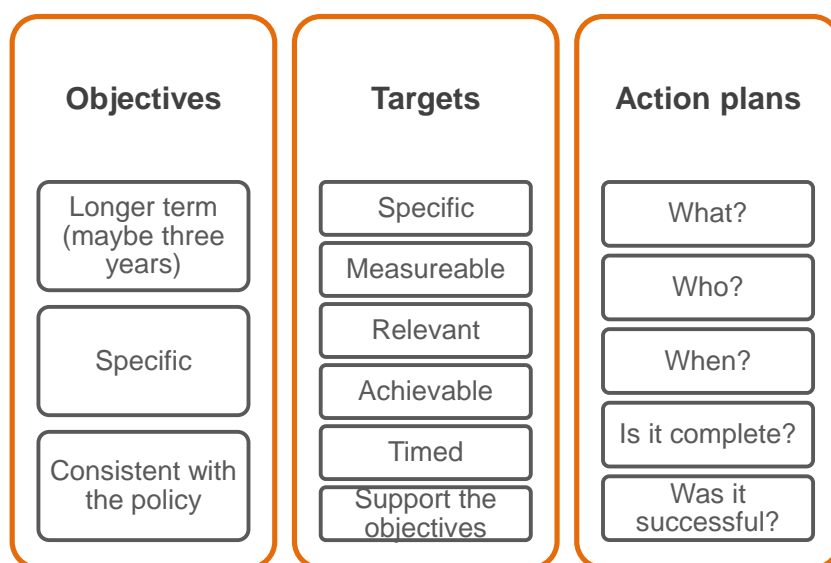 Objectives
Longer term
(maybe three
years)
Specific
Consistent with
the policy
Targets
Specific
Measureable
Relevant
Achievable
Timed
Support the
objectives
Action plans
What?
Who?
When?
Is it complete?
Was it
successful?